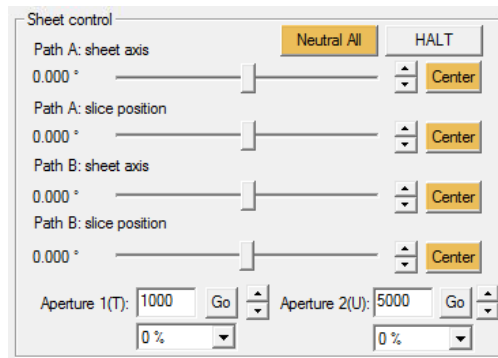 Sheet control
Neutral All HALT
Path A: sheet axis
0.000 ° Center
Path A: slice position
0.000 ° Center
Path B: sheet axis
0.000 ° Center
Path B: slice position
0.000 ° Center
Aperture 1(T): 1000 Go Aperture 2(U): 5000 Go
0 % 0 %